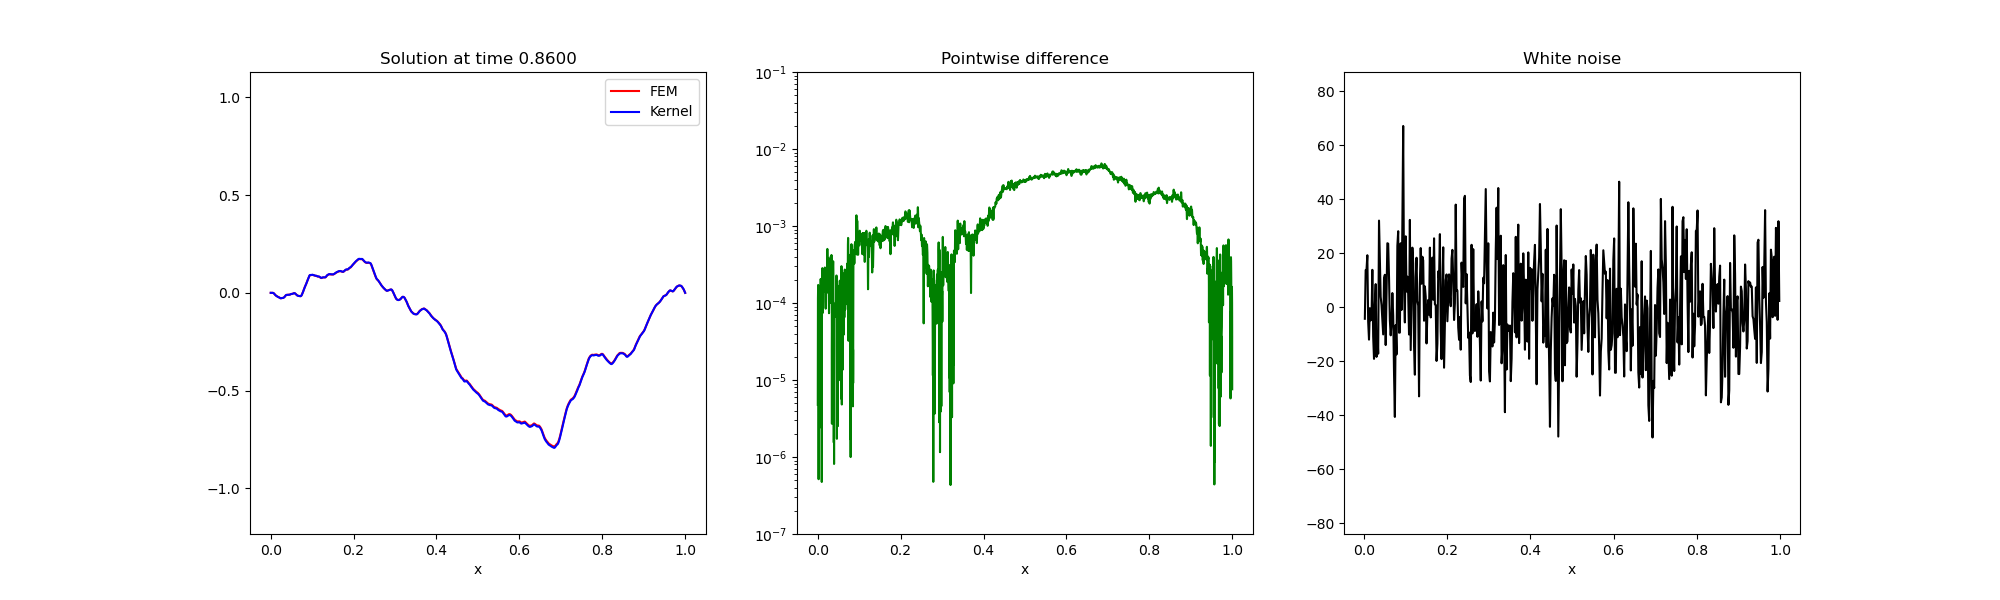 Solution at time 0.8600
1.0
0.5
0.0
−0.5
−1.0
0.0 0.2 0.4 0.6 0.8 1.0
x
FEM
Kernel
Pointwise difference
10⁻¹
10⁻²
10⁻³
10⁻⁴
10⁻⁵
10⁻⁶
10⁻⁷
0.0 0.2 0.4 0.6 0.8 1.0
x
White noise
80
60
40
20
0
−20
−40
−60
−80
0.0 0.2 0.4 0.6 0.8 1.0
x